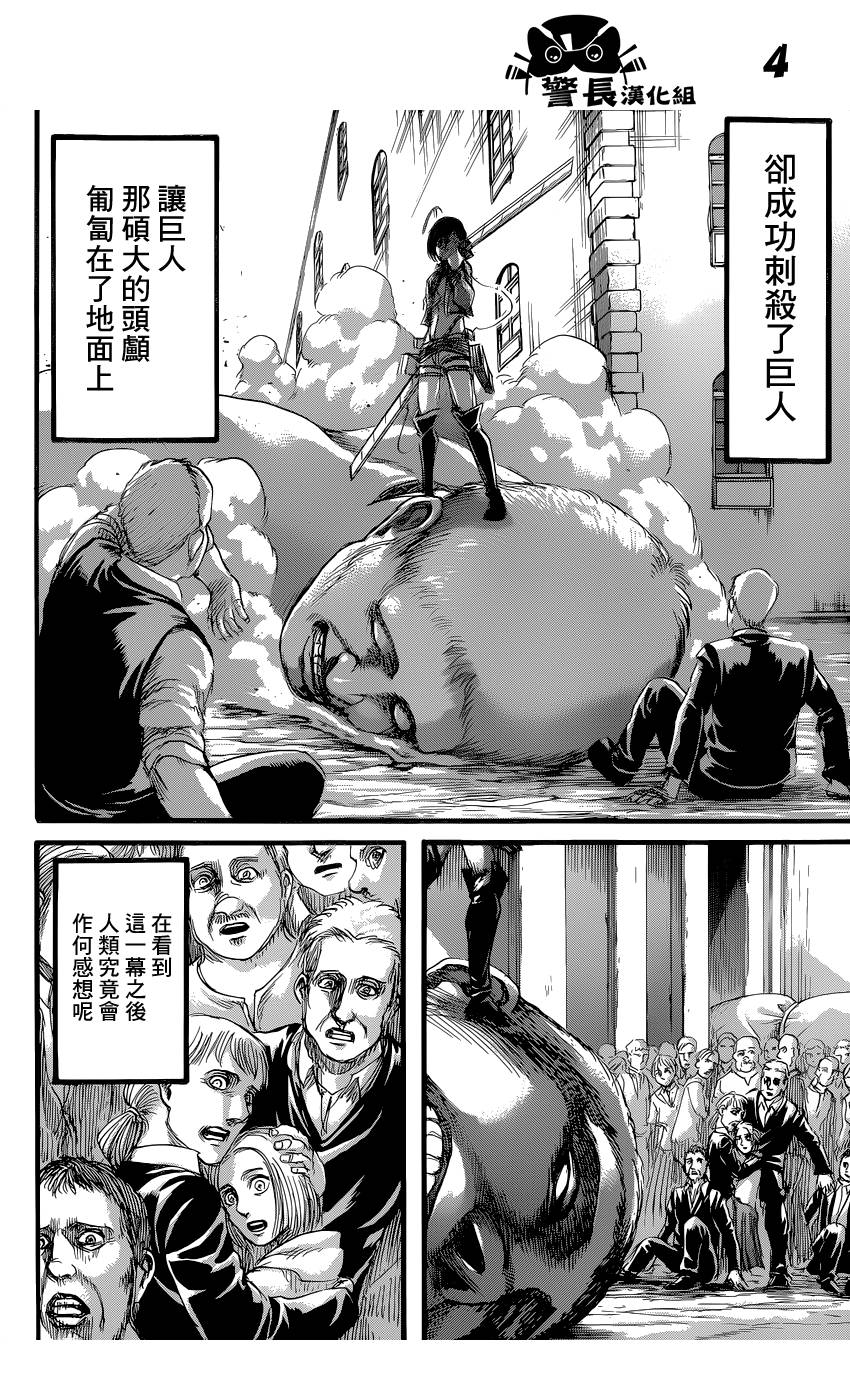 警長漢化組
4
卻成功刺殺了巨人
讓巨人
那碩大的頭顱
匍匐在了地面上
在看到
這一幕之後
人類究竟會
作何感想呢